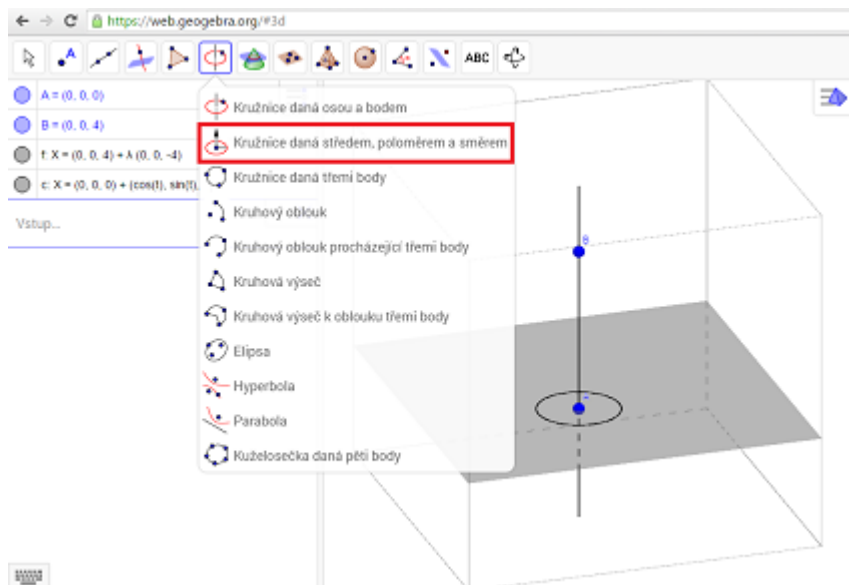 https://web.geogebra.org/#3d
ABC
A = (0, 0, 0)
B = (0, 0, 4)
f: X = (0, 0, 4) + λ (0, 0, -4)
c: X = (0, 0, 0) + (cos(t), sin(t),
Vstup...
Kružnice daná osou a bodem
Kružnice daná středem, poloměrem a směrem
Kružnice daná třemi body
Kruhový oblouk
Kruhový oblouk procházející třemi body
Kruhová výseč
Kruhová výseč k oblouku třemi body
Elipsa
Hyperbola
Parabola
Kuželosečka daná pěti body
B